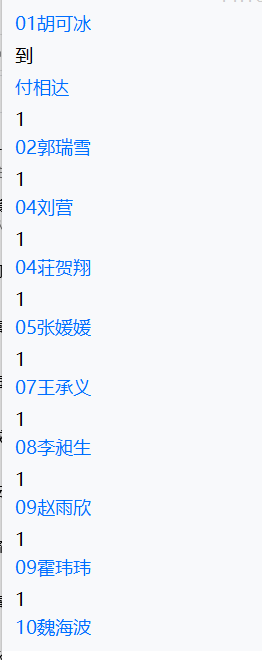 01胡可冰
到
付相达
1
02郭瑞雪
1
04刘营
1
04荘贺翔
1
05张媛媛
1
07王承义
1
08李昶生
1
09赵雨欣
1
09霍玮玮
1
10魏海波